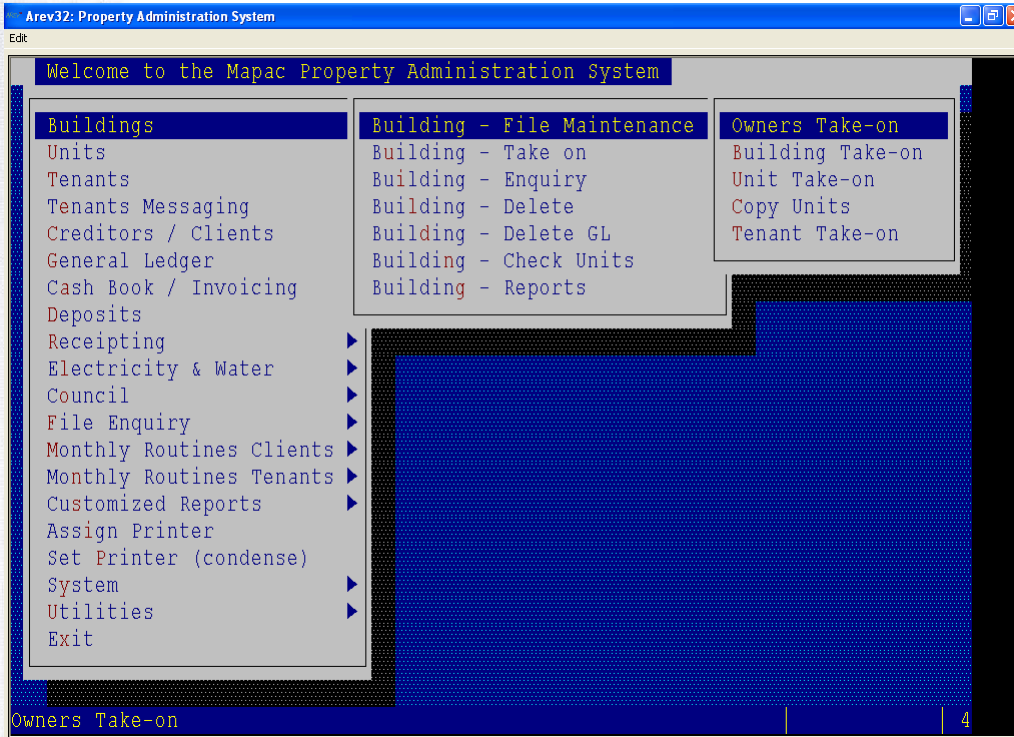 Arev32: Property Administration System
Edit
Welcome to the Mapac Property Administration System
Buildings
Units
Tenants
Tenants Messaging
Creditors / Clients
General Ledger
Cash Book / Invoicing
Deposits
Receipting
Electricity & Water
Council
File Enquiry
Monthly Routines Clients
Monthly Routines Tenants
Customized Reports
Assign Printer
Set Printer (condense)
System
Utilities
Exit
Building - File Maintenance
Building - Take on
Building - Enquiry
Building - Delete
Building - Delete GL
Building - Check Units
Building - Reports
Owners Take-on
Building Take-on
Unit Take-on
Copy Units
Tenant Take-on
Owners Take-on 4